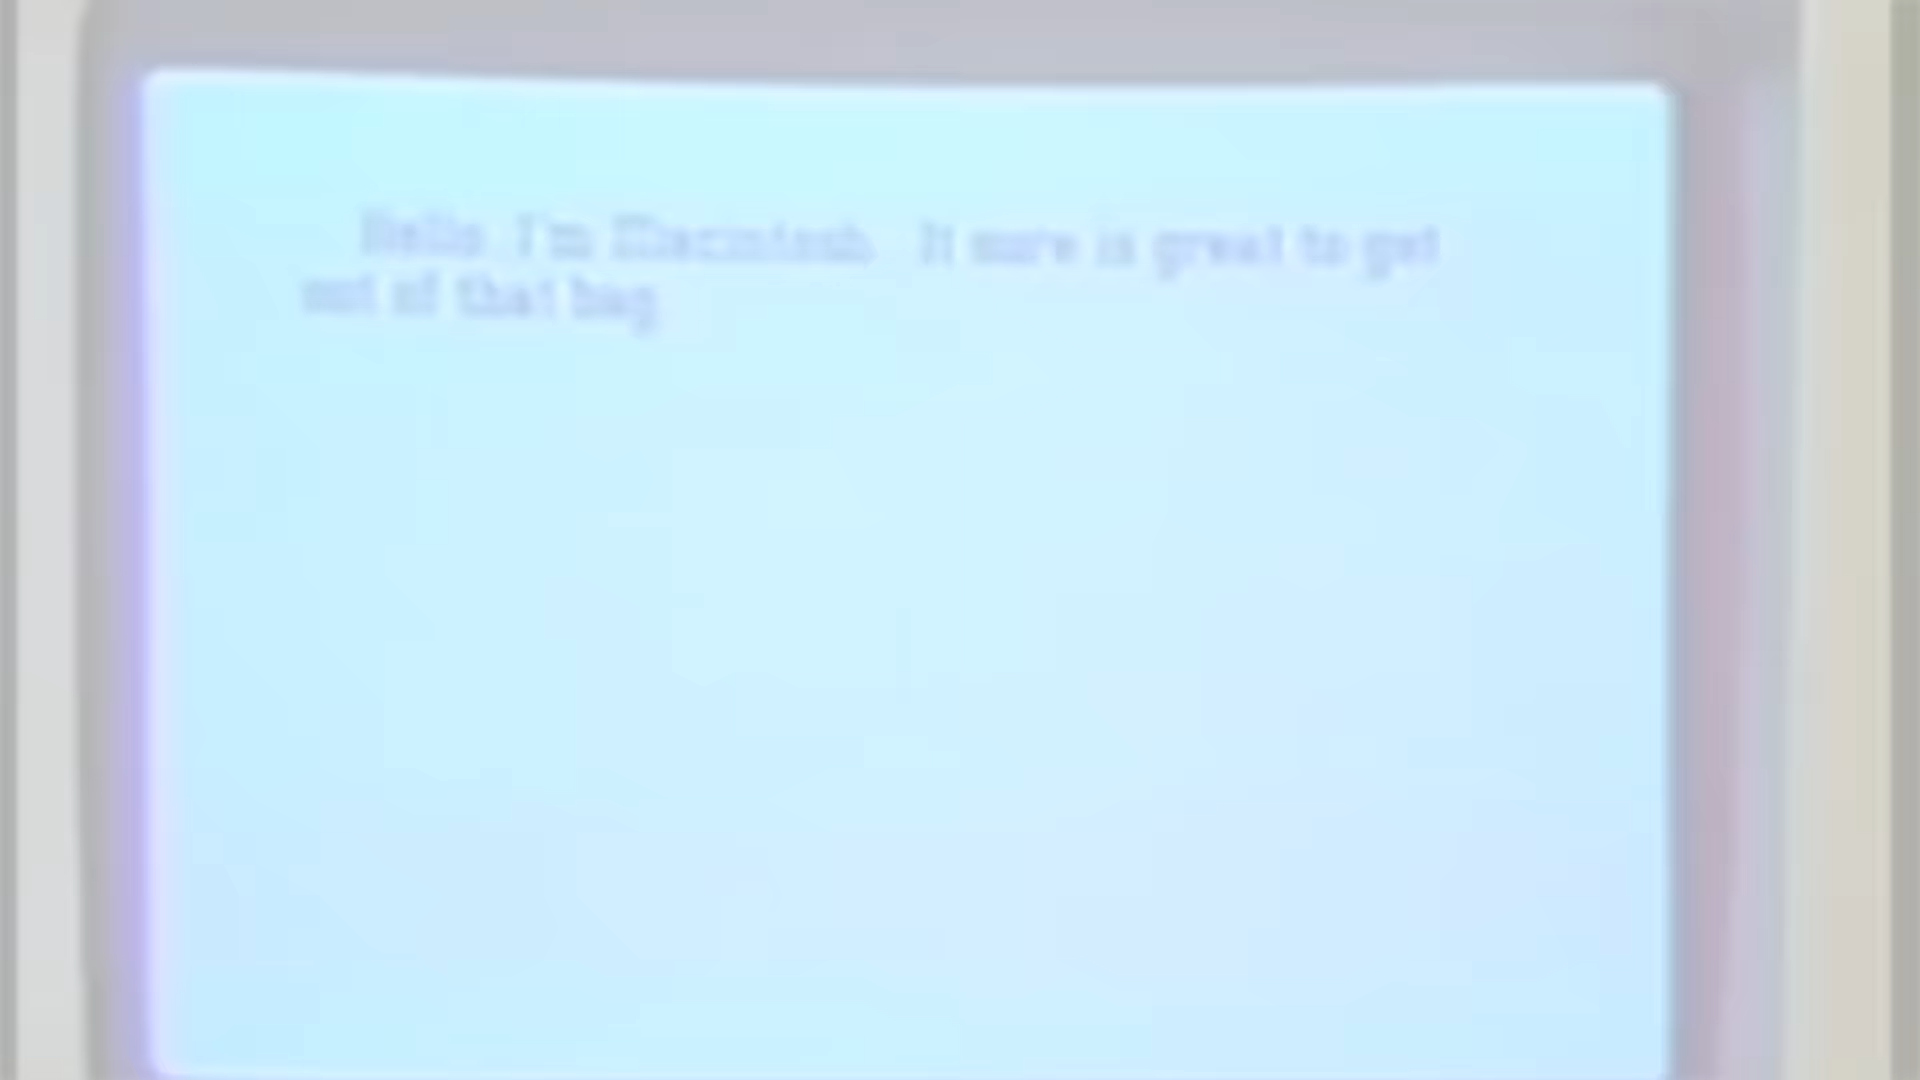 Hello, I'm Macintosh. It sure is great to get
out of that bag